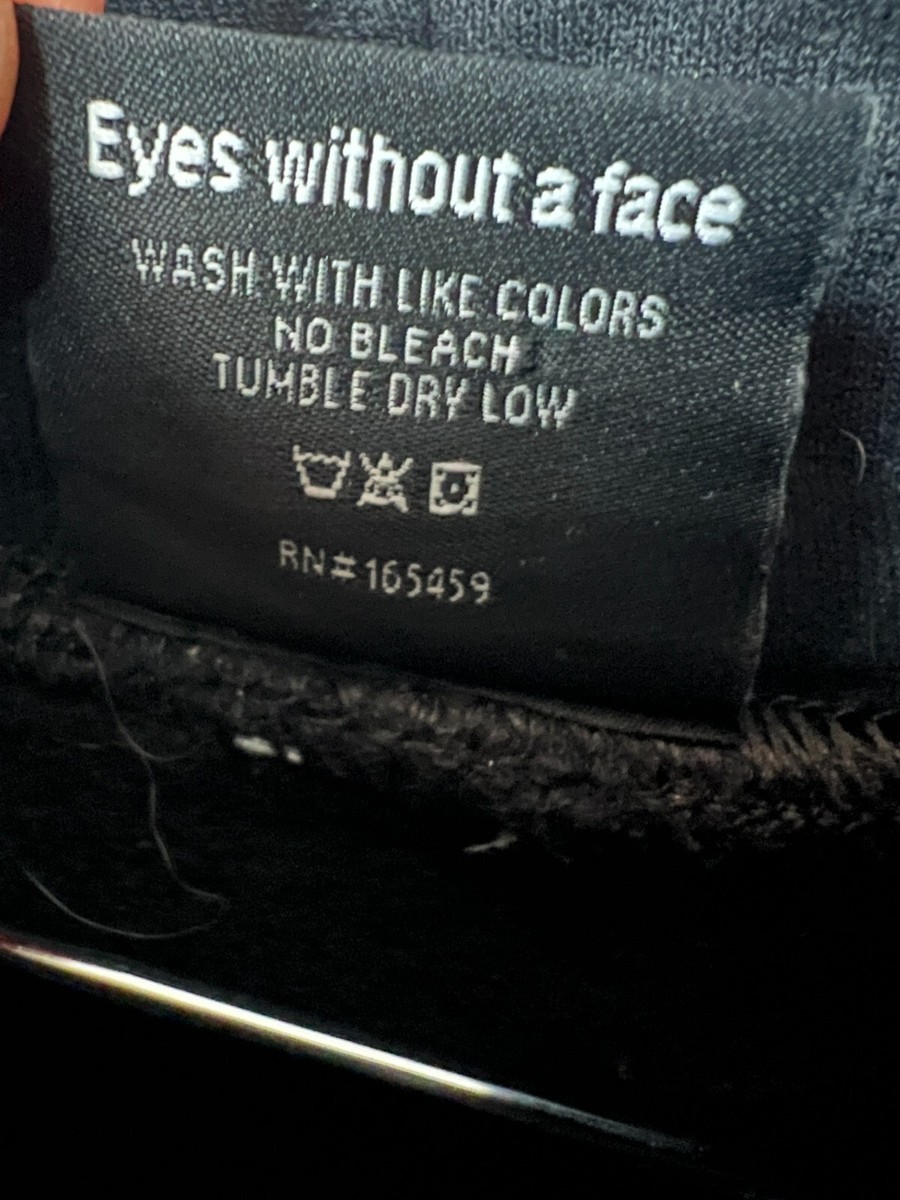 Eyes without a face
WASH WITH LIKE COLORS
NO BLEACH
TUMBLE DRY LOW
RN#165459